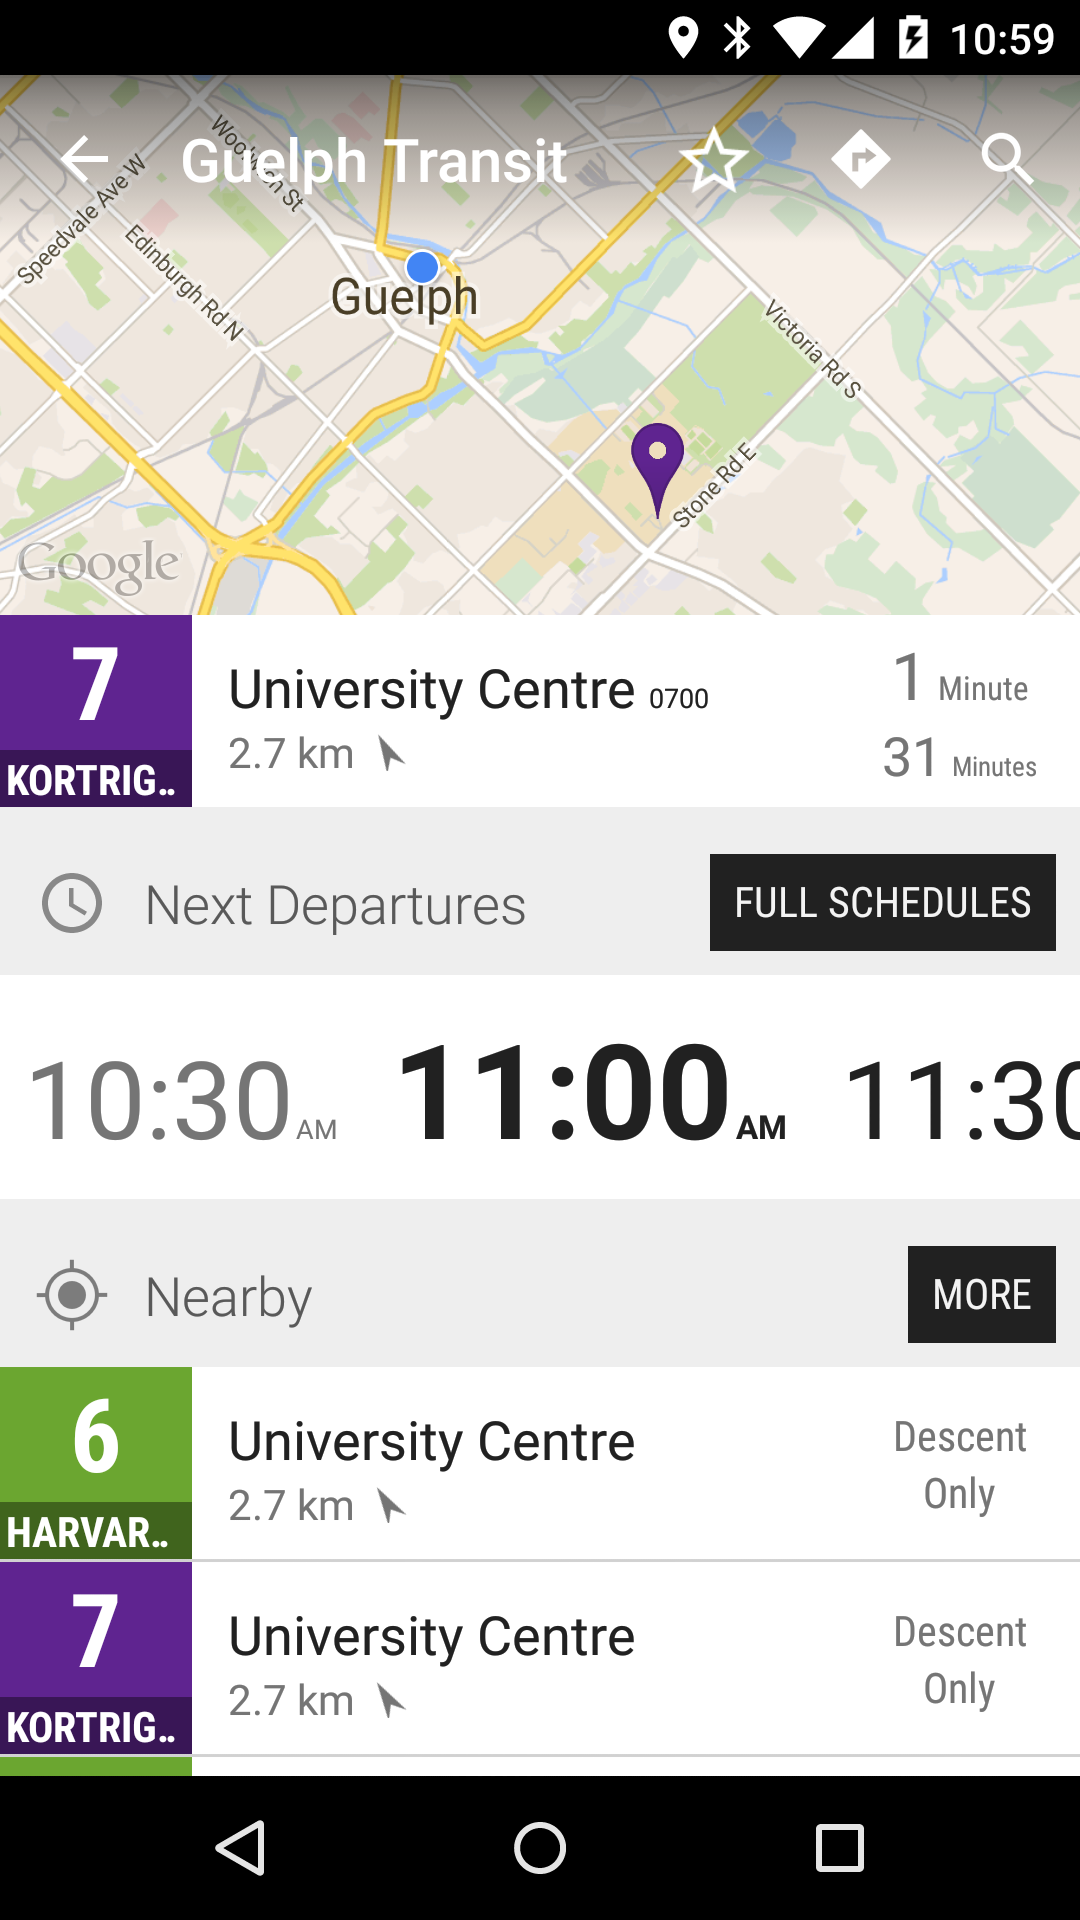 10:59
Guelph Transit
Woolwich St
Speedvale Ave W
Edinburgh Rd N
Guelph
Victoria Rd S
Stone Rd E
Google
7
KORTRIG..
University Centre 0700
2.7 km
1 Minute
31 Minutes
Next Departures
FULL SCHEDULES
10:30 AM
11:00 AM
11:30
Nearby
MORE
6
HARVAR..
University Centre
2.7 km
Descent
Only
7
KORTRIG..
University Centre
2.7 km
Descent
Only